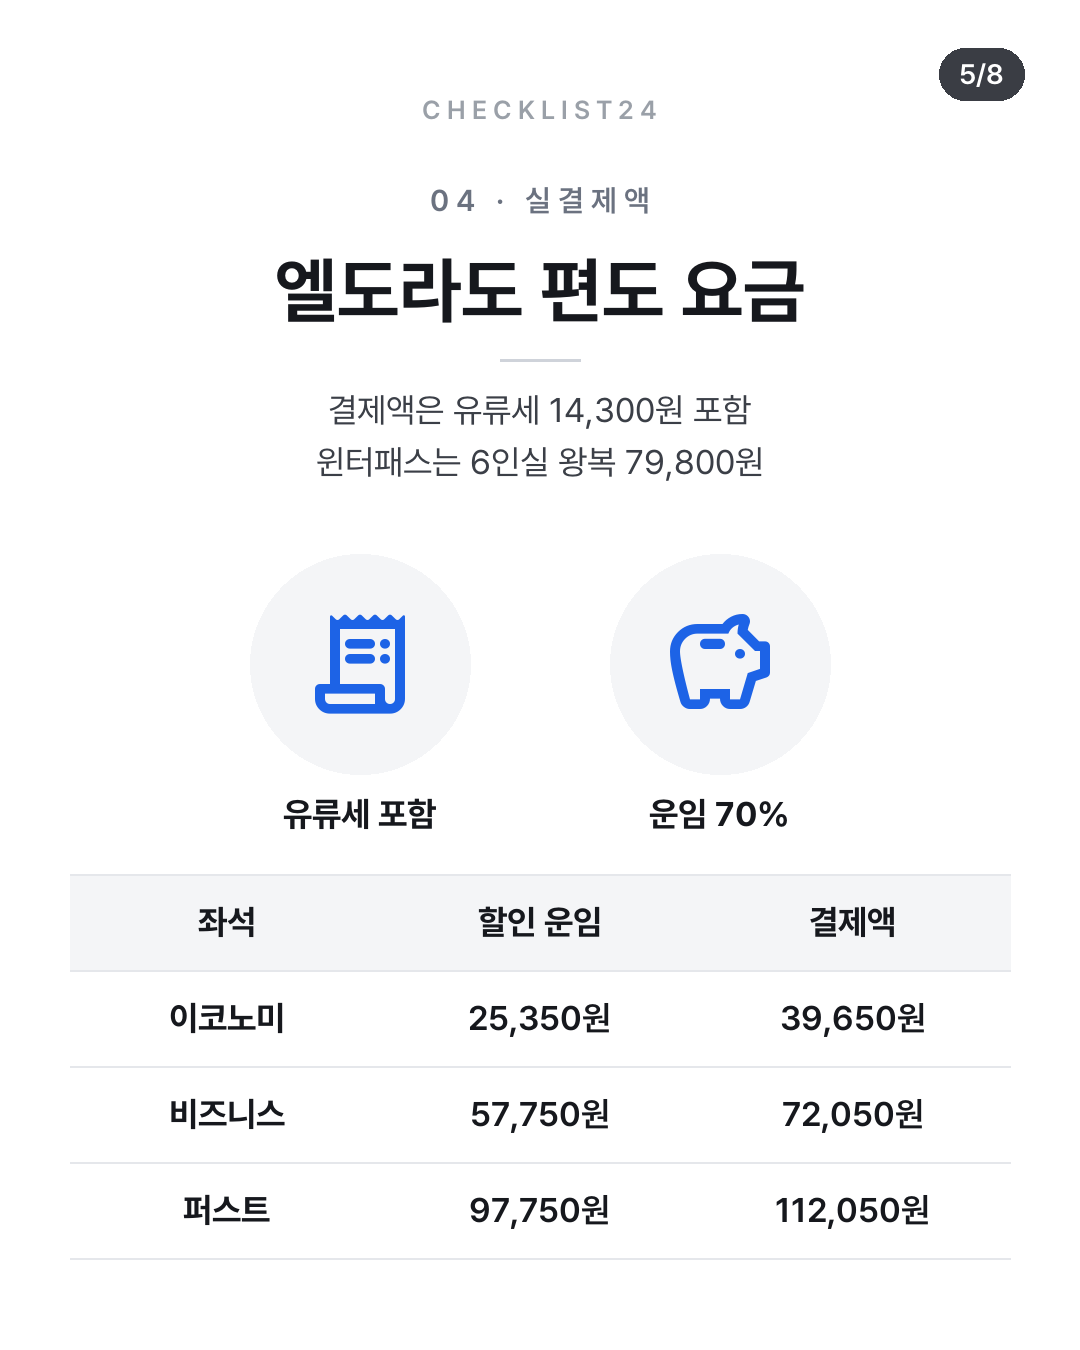 5/8
CHECKLIST24
04 · 실결제액
엘도라도 편도 요금
결제액은 유류세 14,300원 포함
윈터패스는 6인실 왕복 79,800원
유류세 포함 운임 70%
좌석 할인 운임 결제액
이코노미 25,350원 39,650원
비즈니스 57,750원 72,050원
퍼스트 97,750원 112,050원